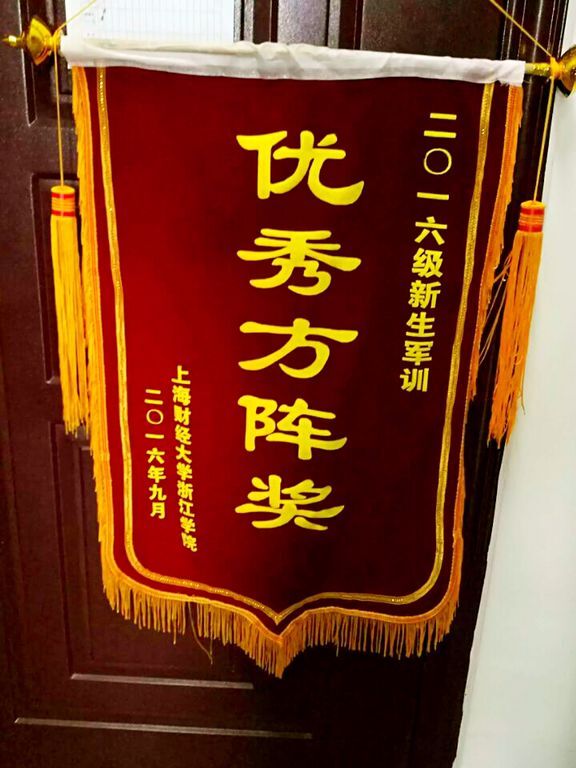 二〇一六级新生军训
优秀方阵奖
上海财经大学浙江学院
二〇一六年九月